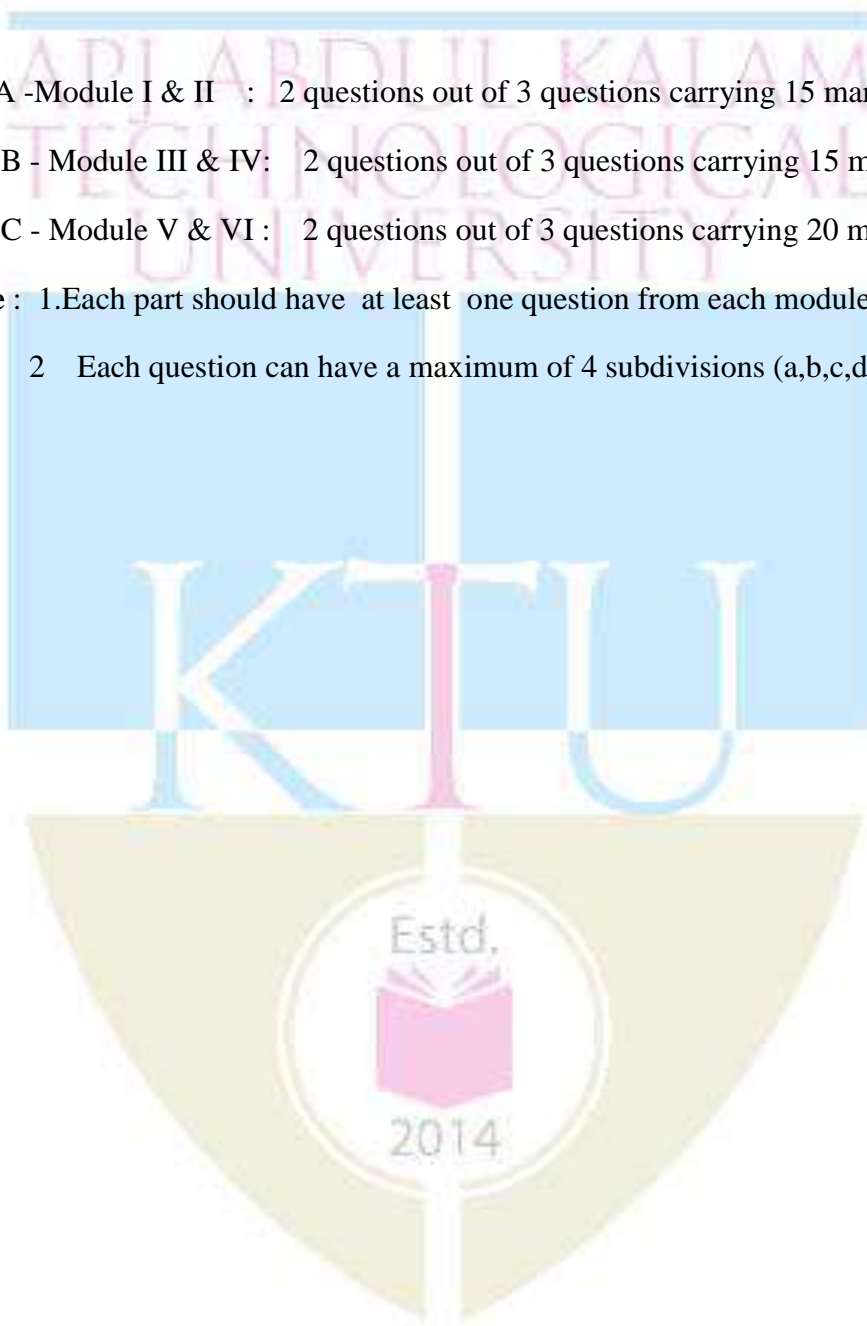 APJ ABDUL KALAM
TECHNOLOGICAL
UNIVERSITY
A -Module I & II : 2 questions out of 3 questions carrying 15
B - Module III & IV: 2 questions out of 3 questions carrying 15
C - Module V & VI : 2 questions out of 3 questions carrying 20
: 1.Each part should have at least one question from each module
2 Each question can have a maximum of 4 subdivisions (a,b,c,d
KTU
Estd.
2014